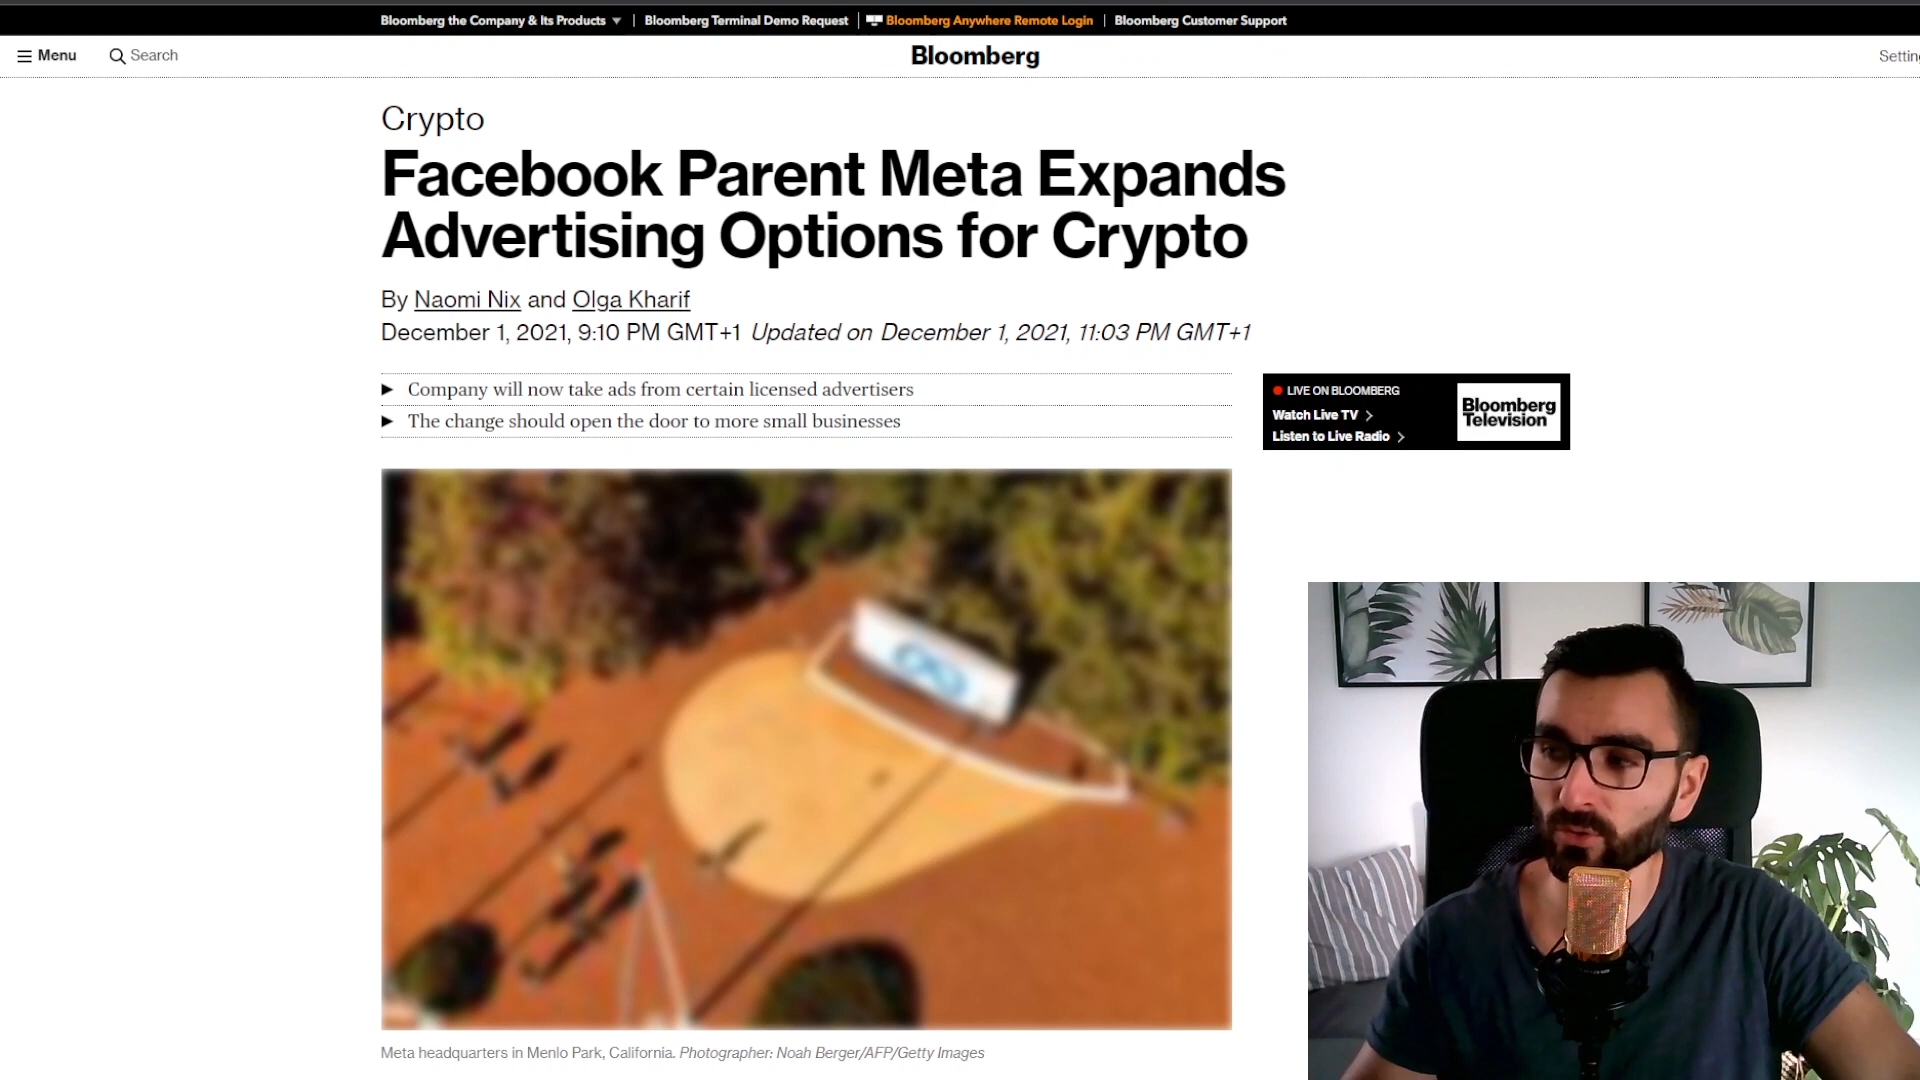 Bloomberg the Company & Its Products ▼ | Bloomberg Terminal Demo Request | Bloomberg Anywhere Remote Login | Bloomberg Customer Support
Menu Search Bloomberg Settin
Crypto
Facebook Parent Meta Expands
Advertising Options for Crypto
By Naomi Nix and Olga Kharif
December 1, 2021, 9:10 PM GMT+1 Updated on December 1, 2021, 11:03 PM GMT+1
► Company will now take ads from certain licensed advertisers
► The change should open the door to more small businesses
LIVE ON BLOOMBERG
Watch Live TV >
Listen to Live Radio >
Bloomberg
Television
Meta headquarters in Menlo Park, California. Photographer: Noah Berger/AFP/Getty Images